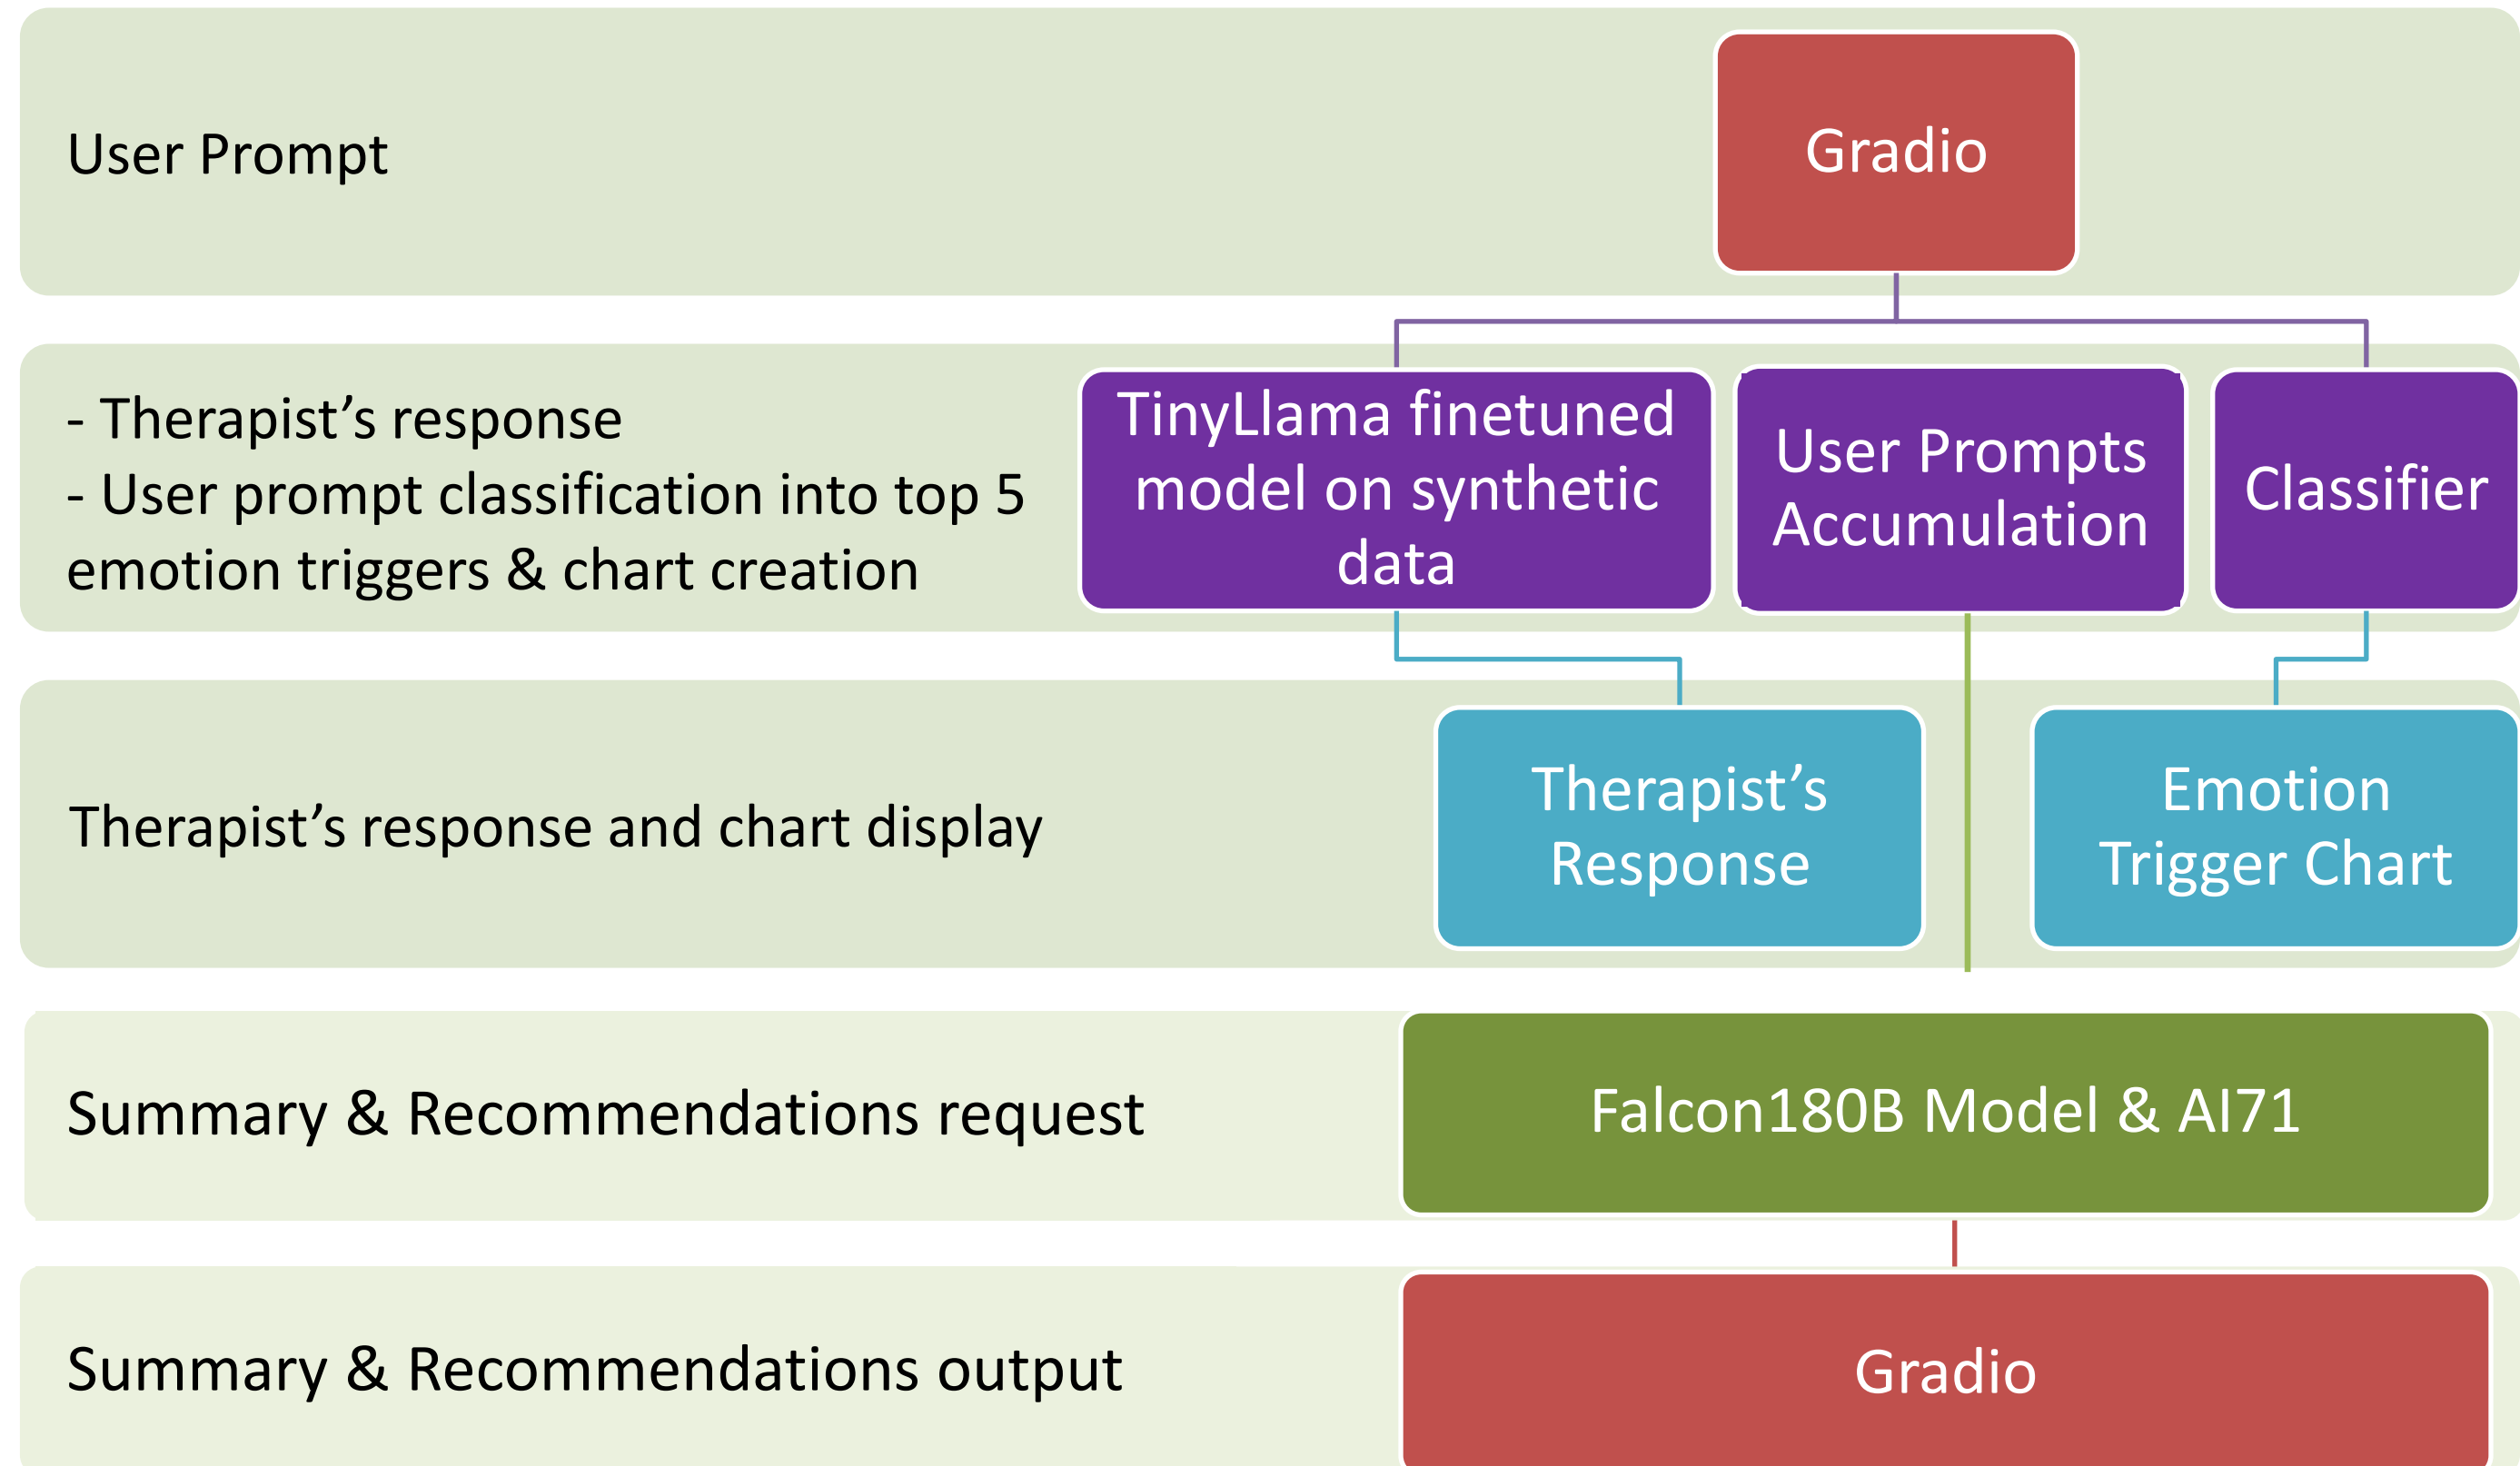 User Prompt
Gradio
- Therapist’s response
- User prompt classification into top 5
emotion triggers & chart creation
TinyLlama finetuned
model on synthetic
data
User Prompts
Accumulation
Classifier
Therapist’s response and chart display
Therapist’s
Response
Emotion
Trigger Chart
Summary & Recommendations request
Falcon180B Model & AI71
Summary & Recommendations output
Gradio